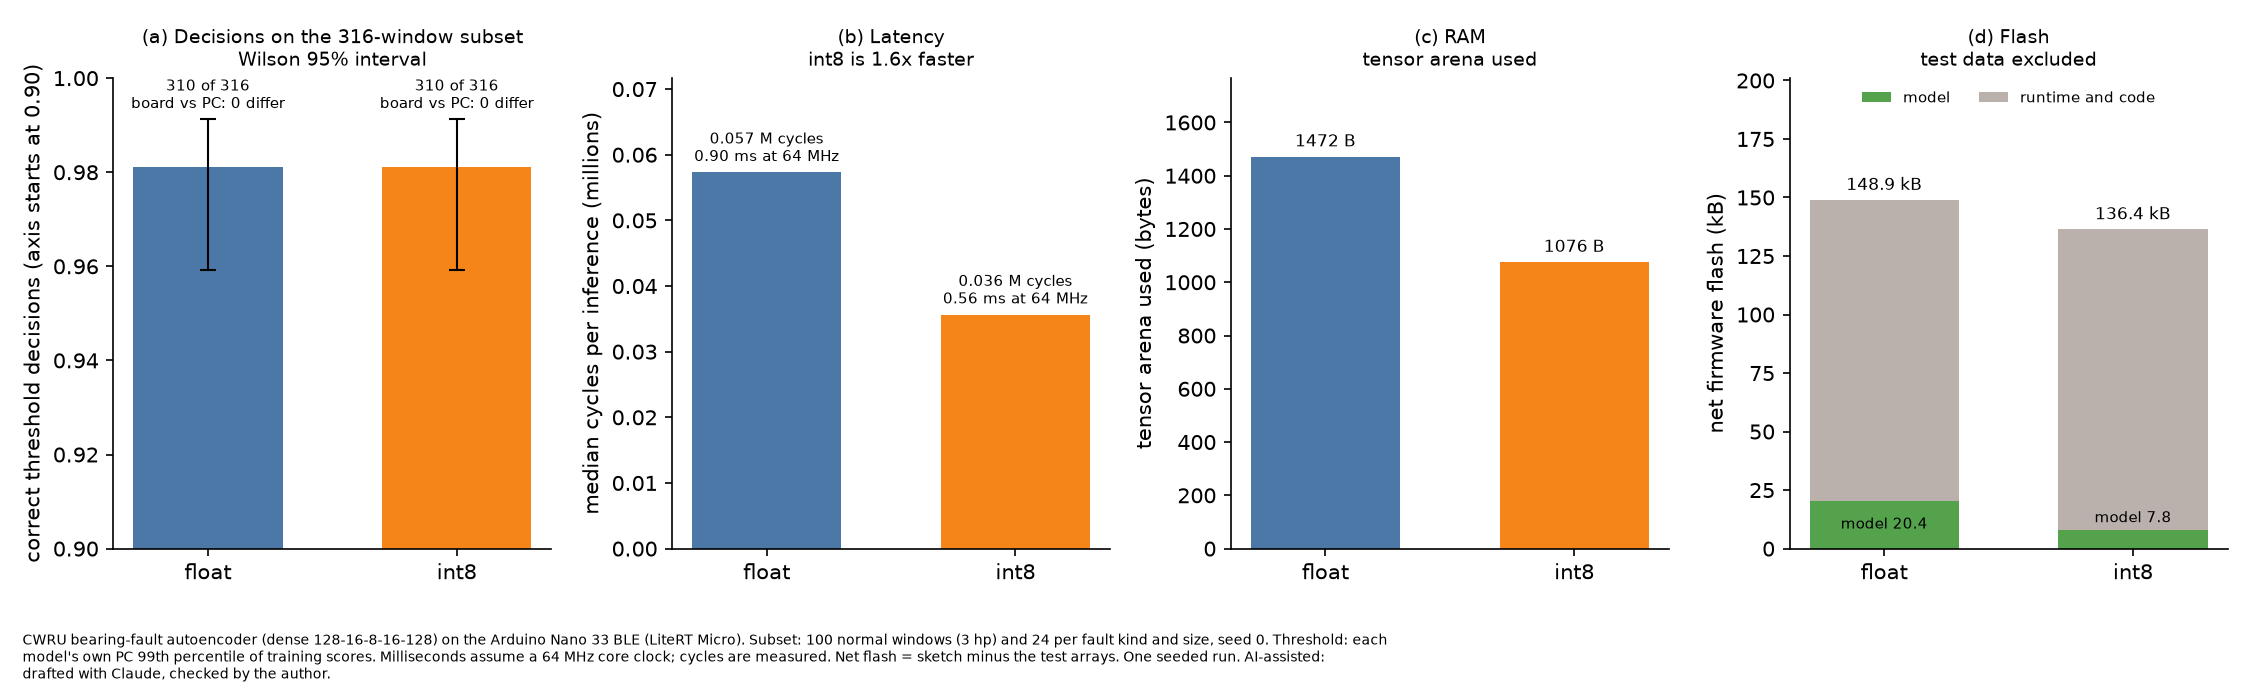 (a) Decisions on the 316-window subset
Wilson 95% interval
correct threshold decisions (axis starts at 0.90)
1.00
0.98
0.96
0.94
0.92
0.90
310 of 316
board vs PC: 0 differ
310 of 316
board vs PC: 0 differ
float
int8
(b) Latency
int8 is 1.6x faster
median cycles per inference (millions)
0.07
0.06
0.05
0.04
0.03
0.02
0.01
0.00
0.057 M cycles
0.90 ms at 64 MHz
0.036 M cycles
0.56 ms at 64 MHz
float
int8
(c) RAM
tensor arena used
tensor arena used (bytes)
1600
1400
1200
1000
800
600
400
200
0
1472 B
1076 B
float
int8
(d) Flash
test data excluded
net firmware flash (kB)
200
175
150
125
100
75
50
25
0
model
runtime and code
148.9 kB
136.4 kB
model 20.4
model 7.8
float
int8
CWRU bearing-fault autoencoder (dense 128-16-8-16-128) on the Arduino Nano 33 BLE (LiteRT Micro). Subset: 100 normal windows (3 hp) and 24 per fault kind and size, seed 0. Threshold: each
model's own PC 99th percentile of training scores. Milliseconds assume a 64 MHz core clock; cycles are measured. Net flash = sketch minus the test arrays. One seeded run. AI-assisted:
drafted with Claude, checked by the author.